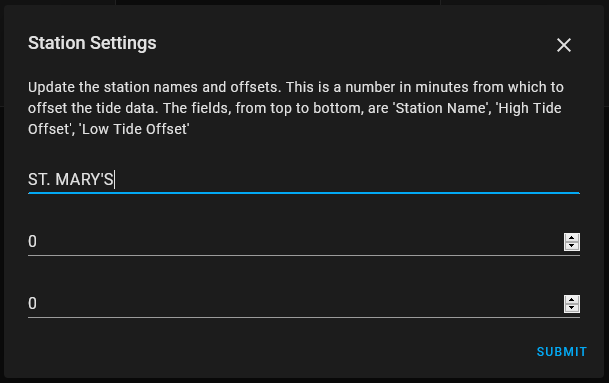 Station Settings
Update the station names and offsets. This is a number in minutes from which to
offset the tide data. The fields, from top to bottom, are 'Station Name', 'High Tide
Offset', 'Low Tide Offset'
ST. MARY'S
0
0
SUBMIT